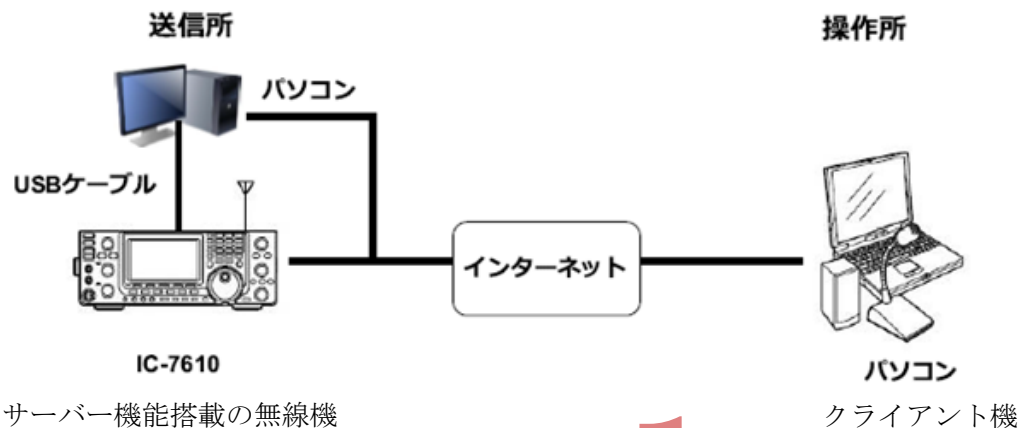 送信所
操作所
パソコン
USBケーブル
インターネット
IC-7610
パソコン
サーバー機能搭載の無線機
クライアント機